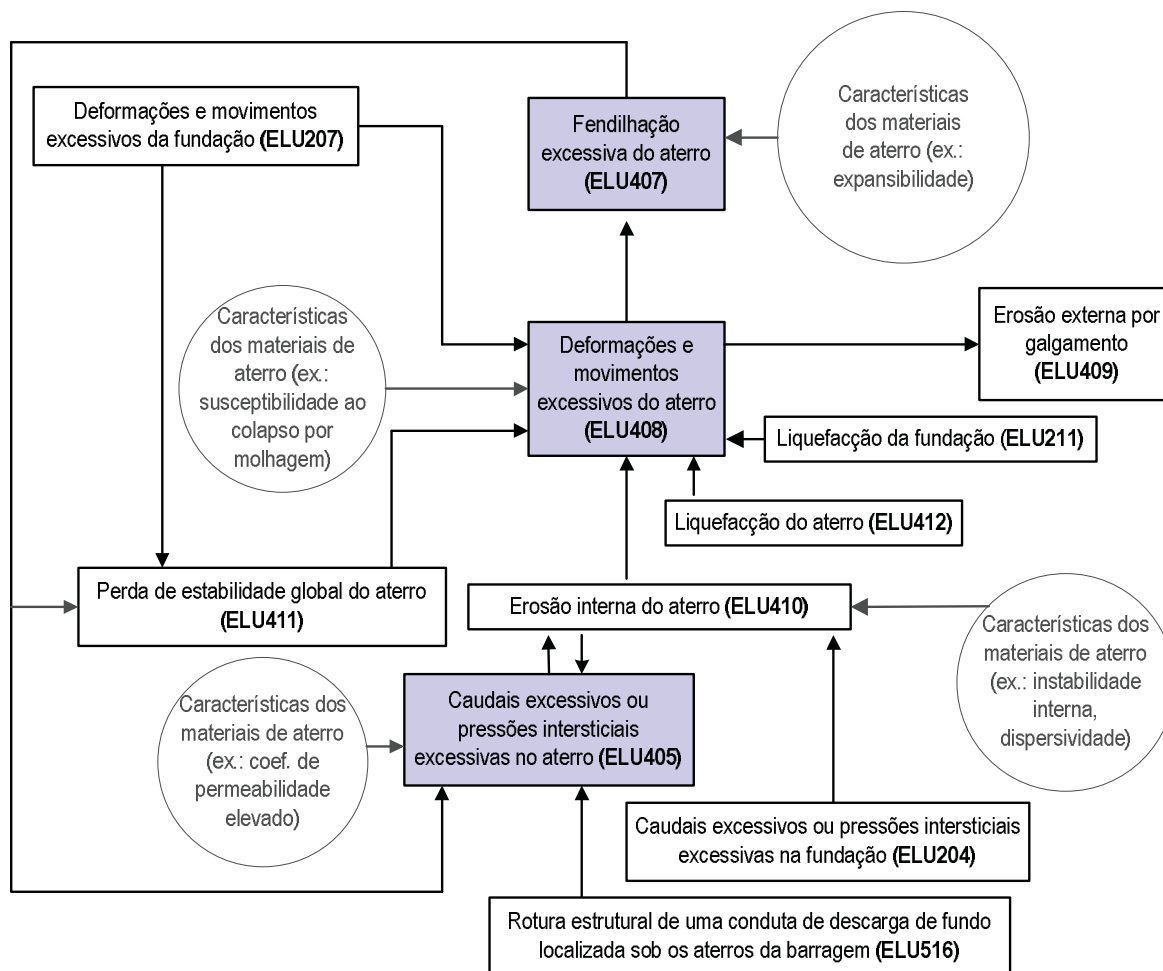 Deformações e movimentos
excessivos da fundação (ELU207)
Fendilhação
excessiva do aterro
(ELU407)
Características
dos materiais
de aterro (ex.:
expansibilidade)
Características
dos materiais de
aterro (ex.:
susceptibilidade ao
colapso por
molhagem)
Deformações e
movimentos
excessivos do aterro
(ELU408)
Erosão externa por
galgamento
(ELU409)
Liquefacção da fundação (ELU211)
Liquefacção do aterro (ELU412)
Perda de estabilidade global do aterro
(ELU411)
Erosão interna do aterro (ELU410)
Características dos
materiais de aterro
(ex.: instabilidade
interna,
dispersividade)
Características dos
materiais de aterro
(ex.: coef. de
permeabilidade
elevado)
Caudais excessivos ou
pressões intersticiais
excessivas no aterro (ELU405)
Caudais excessivos ou pressões intersticiais
excessivas na fundação (ELU204)
Rotura estrutural de uma conduta de descarga de fundo
localizada sob os aterros da barragem (ELU516)